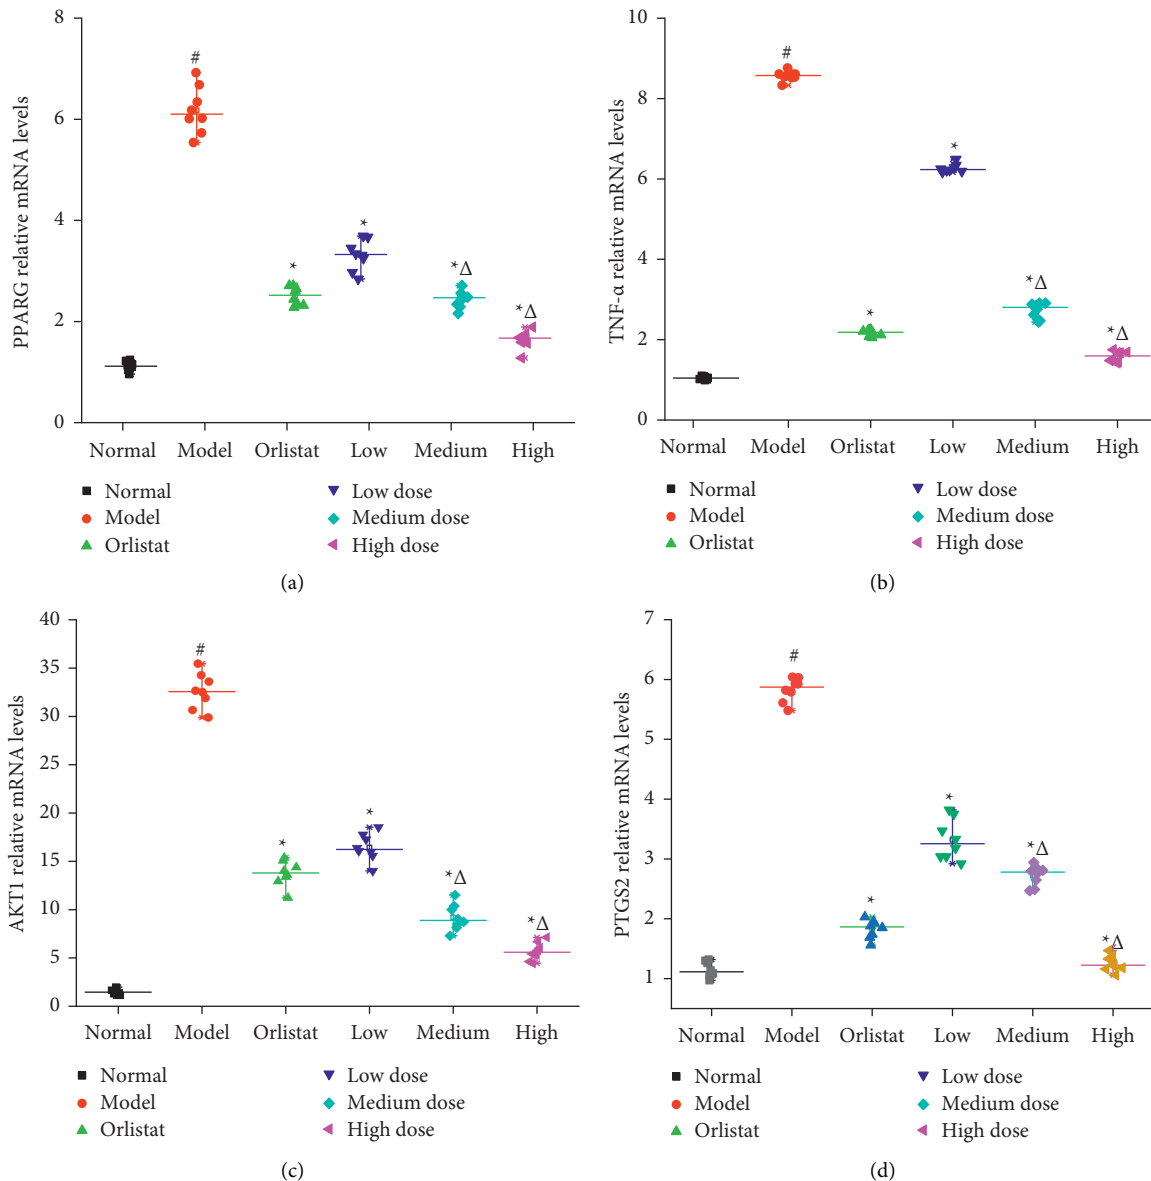 PPARG relative mRNA levels
8
6
4
2
0
#
*
*
*Δ
*Δ
Normal Model Orlistat Low Medium High
Normal Low dose
Model Medium dose
Orlistat High dose
(a)
TNF-α relative mRNA levels
10
8
6
4
2
0
#
*
*
*Δ
*Δ
Normal Model Orlistat Low Medium High
Normal Low dose
Model Medium dose
Orlistat High dose
(b)
AKT1 relative mRNA levels
40
35
30
25
20
15
10
5
0
#
*
*
*Δ
*Δ
Normal Model Orlistat Low Medium High
Normal Low dose
Model Medium dose
Orlistat High dose
(c)
PTGS2 relative mRNA levels
7
6
5
4
3
2
1
#
*
*
*Δ
*Δ
Normal Model Orlistat Low Medium High
Normal Low dose
Model Medium dose
Orlistat High dose
(d)